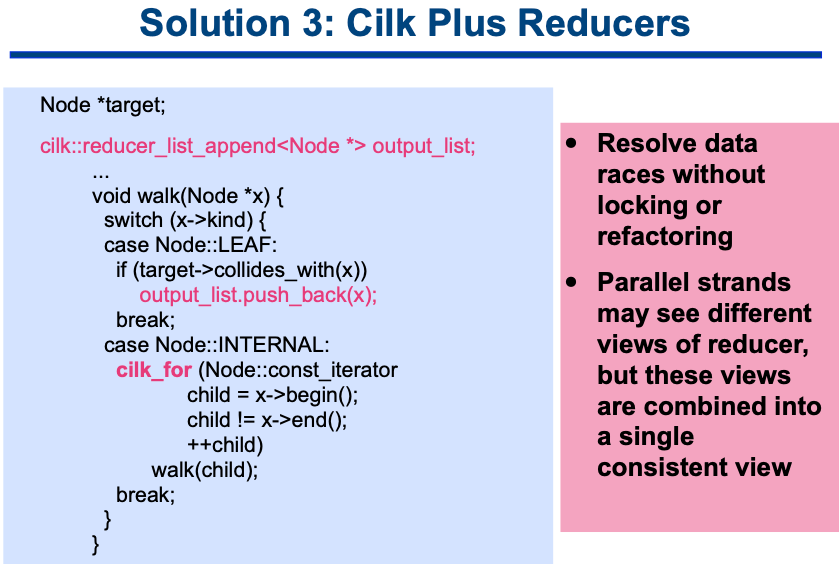 Solution 3: Cilk Plus Reducers
Node *target;
cilk::reducer_list_append<Node *> output_list;
...
void walk(Node *x) {
switch (x->kind) {
case Node::LEAF:
if (target->collides_with(x))
output_list.push_back(x);
break;
case Node::INTERNAL:
cilk_for (Node::const_iterator
child = x->begin();
child != x->end();
++child)
walk(child);
break;
}
}
• Resolve data
races without
locking or
refactoring
• Parallel strands
may see different
views of reducer,
but these views
are combined into
a single
consistent view